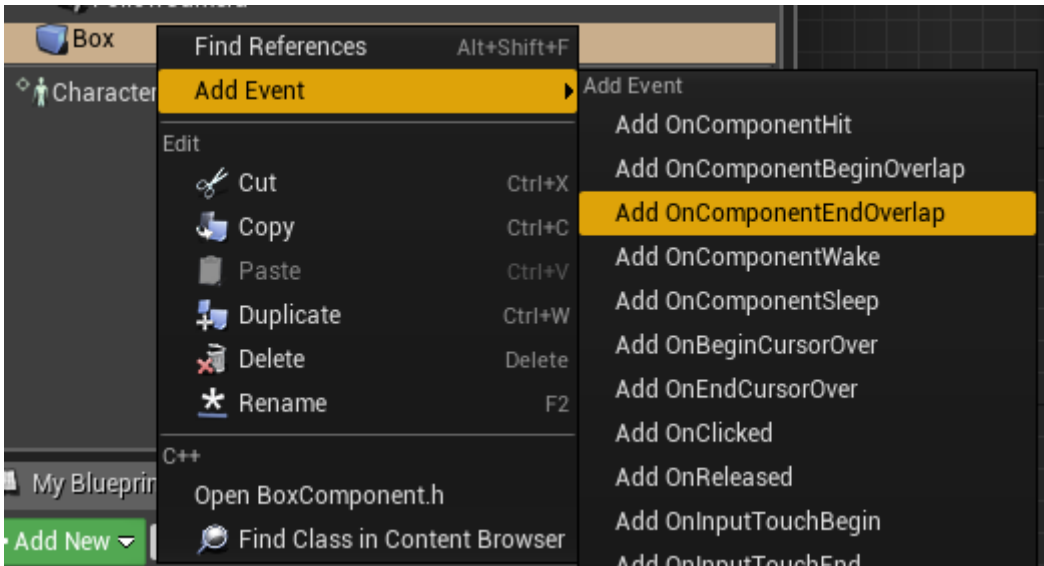 Box
Find References Alt+Shift+F
Add Event
Character
Edit
Cut Ctrl+X
Copy Ctrl+C
Paste Ctrl+V
Duplicate Ctrl+W
Delete Delete
Rename F2
C++
Open BoxComponent.h
Find Class in Content Browser
My Blueprin
Add New
Add Event
Add OnComponentHit
Add OnComponentBeginOverlap
Add OnComponentEndOverlap
Add OnComponentWake
Add OnComponentSleep
Add OnBeginCursorOver
Add OnEndCursorOver
Add OnClicked
Add OnReleased
Add OnInputTouchBegin
Add OnInputTouchEnd